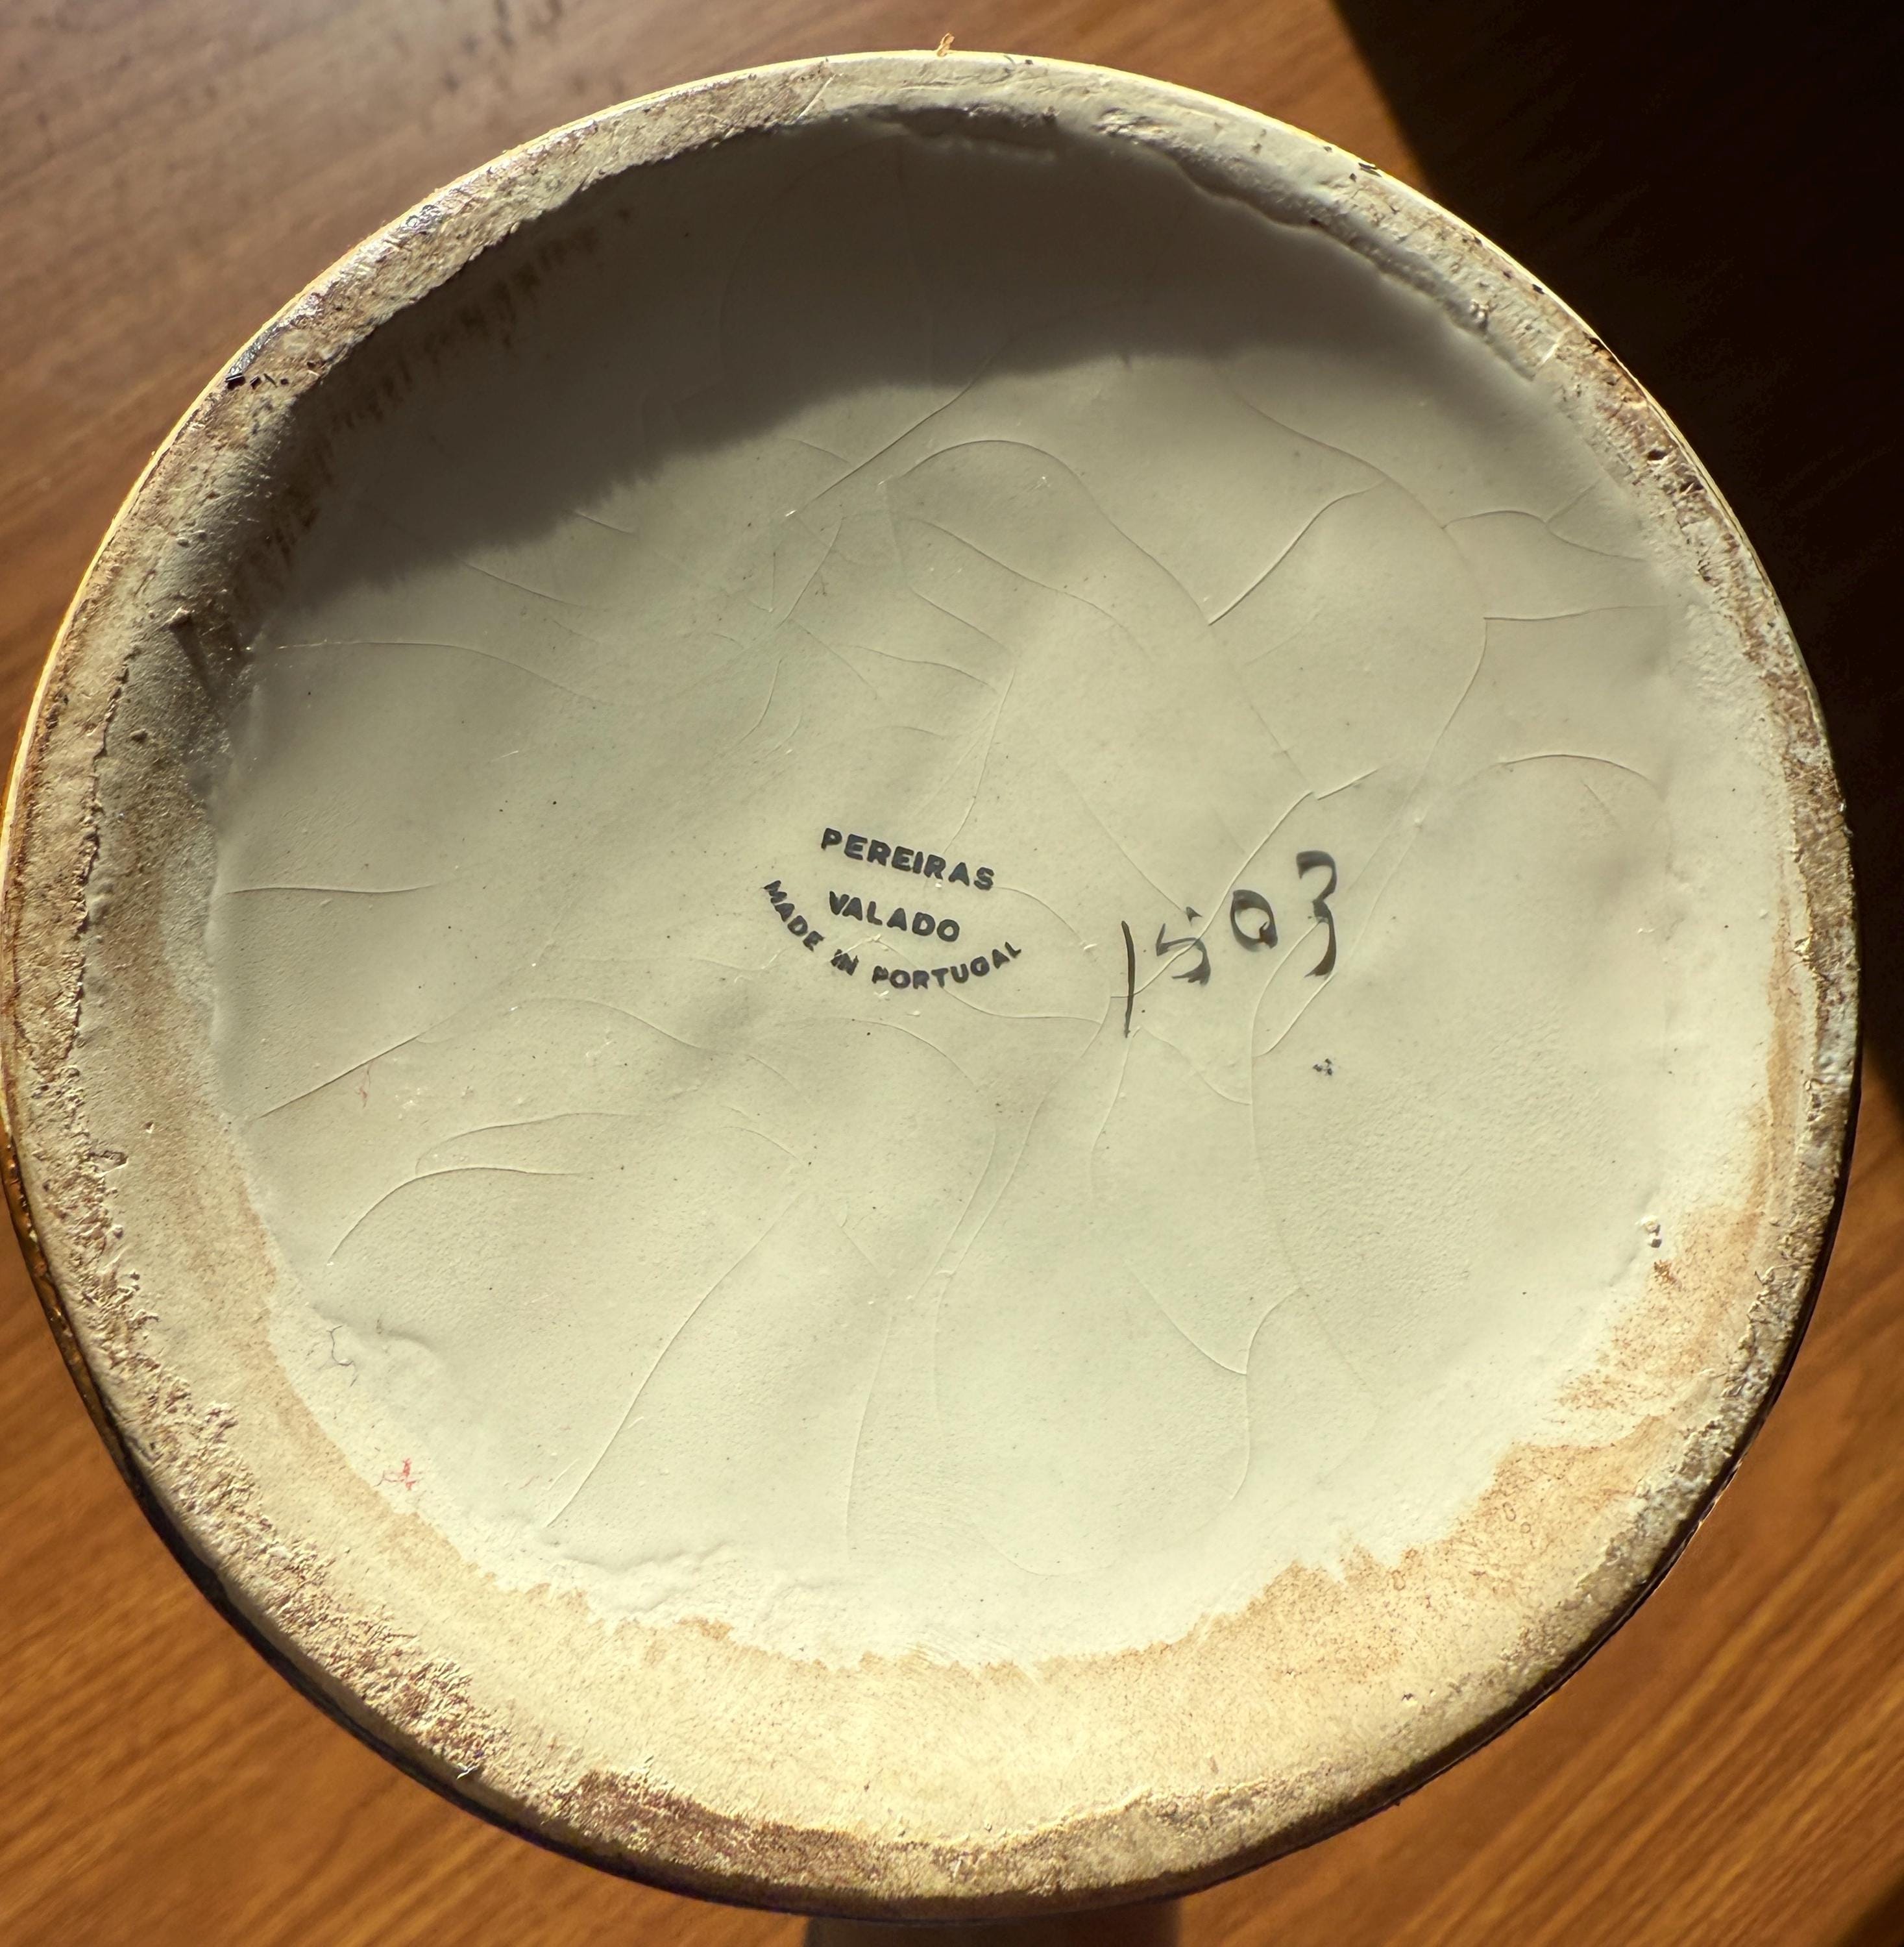 PEREIRAS
VALADO
MADE IN PORTUGAL
1503